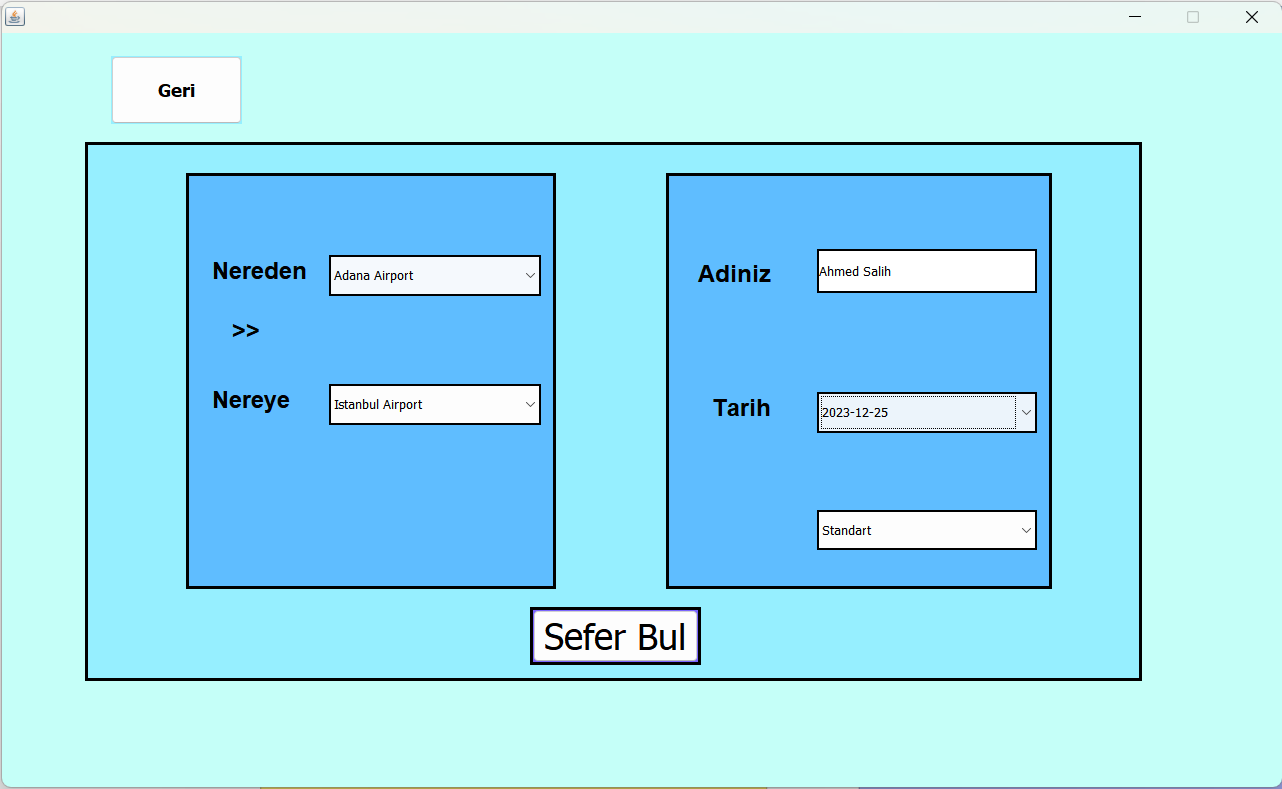 Geri
Nereden
Adana Airport
>>
Nereye
Istanbul Airport
Adiniz
Ahmed Salih
Tarih
2023-12-25
Standart
Sefer Bul